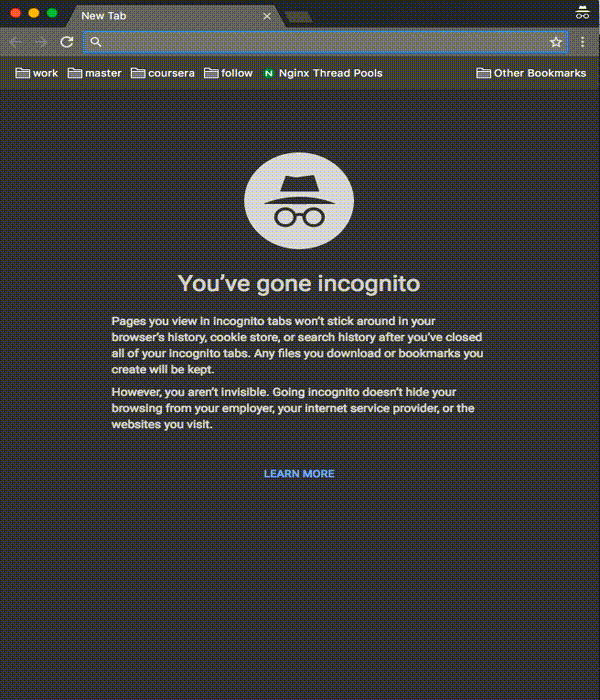 New Tab
work master coursera follow N Nginx Thread Pools Other Bookmarks
You’ve gone incognito
Pages you view in incognito tabs won’t stick around in your
browser’s history, cookie store, or search history after you’ve closed
all of your incognito tabs. Any files you download or bookmarks you
create will be kept.
However, you aren’t invisible. Going incognito doesn’t hide your
browsing from your employer, your internet service provider, or the
websites you visit.
LEARN MORE